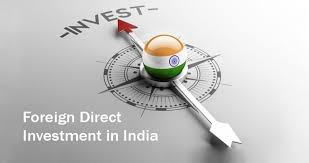 INVEST
Foreign Direct
Investment in India